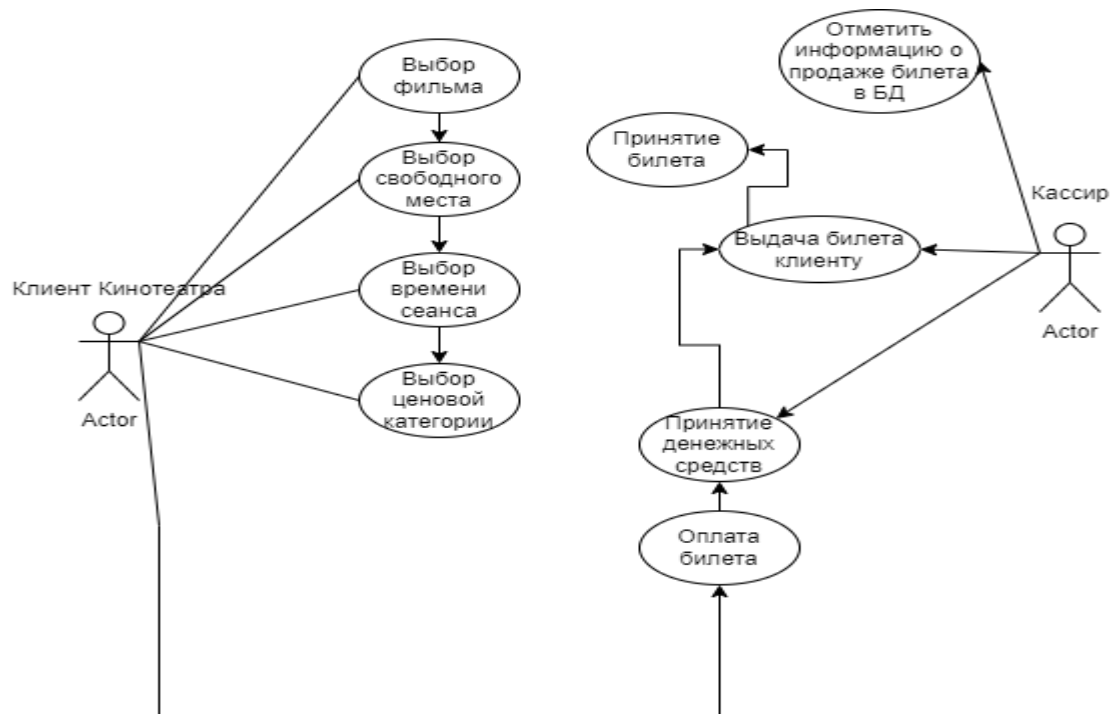 Выбор
фильма
Выбор
свободного
места
Выбор
времени
сеанса
Выбор
ценовой
категории
Клиент Кинотеатра
Actor
Отметить
информацию о
продаже билета
в БД
Принятие
билета
Выдача билета
клиенту
Кассир
Actor
Принятие
денежных
средств
Оплата
билета